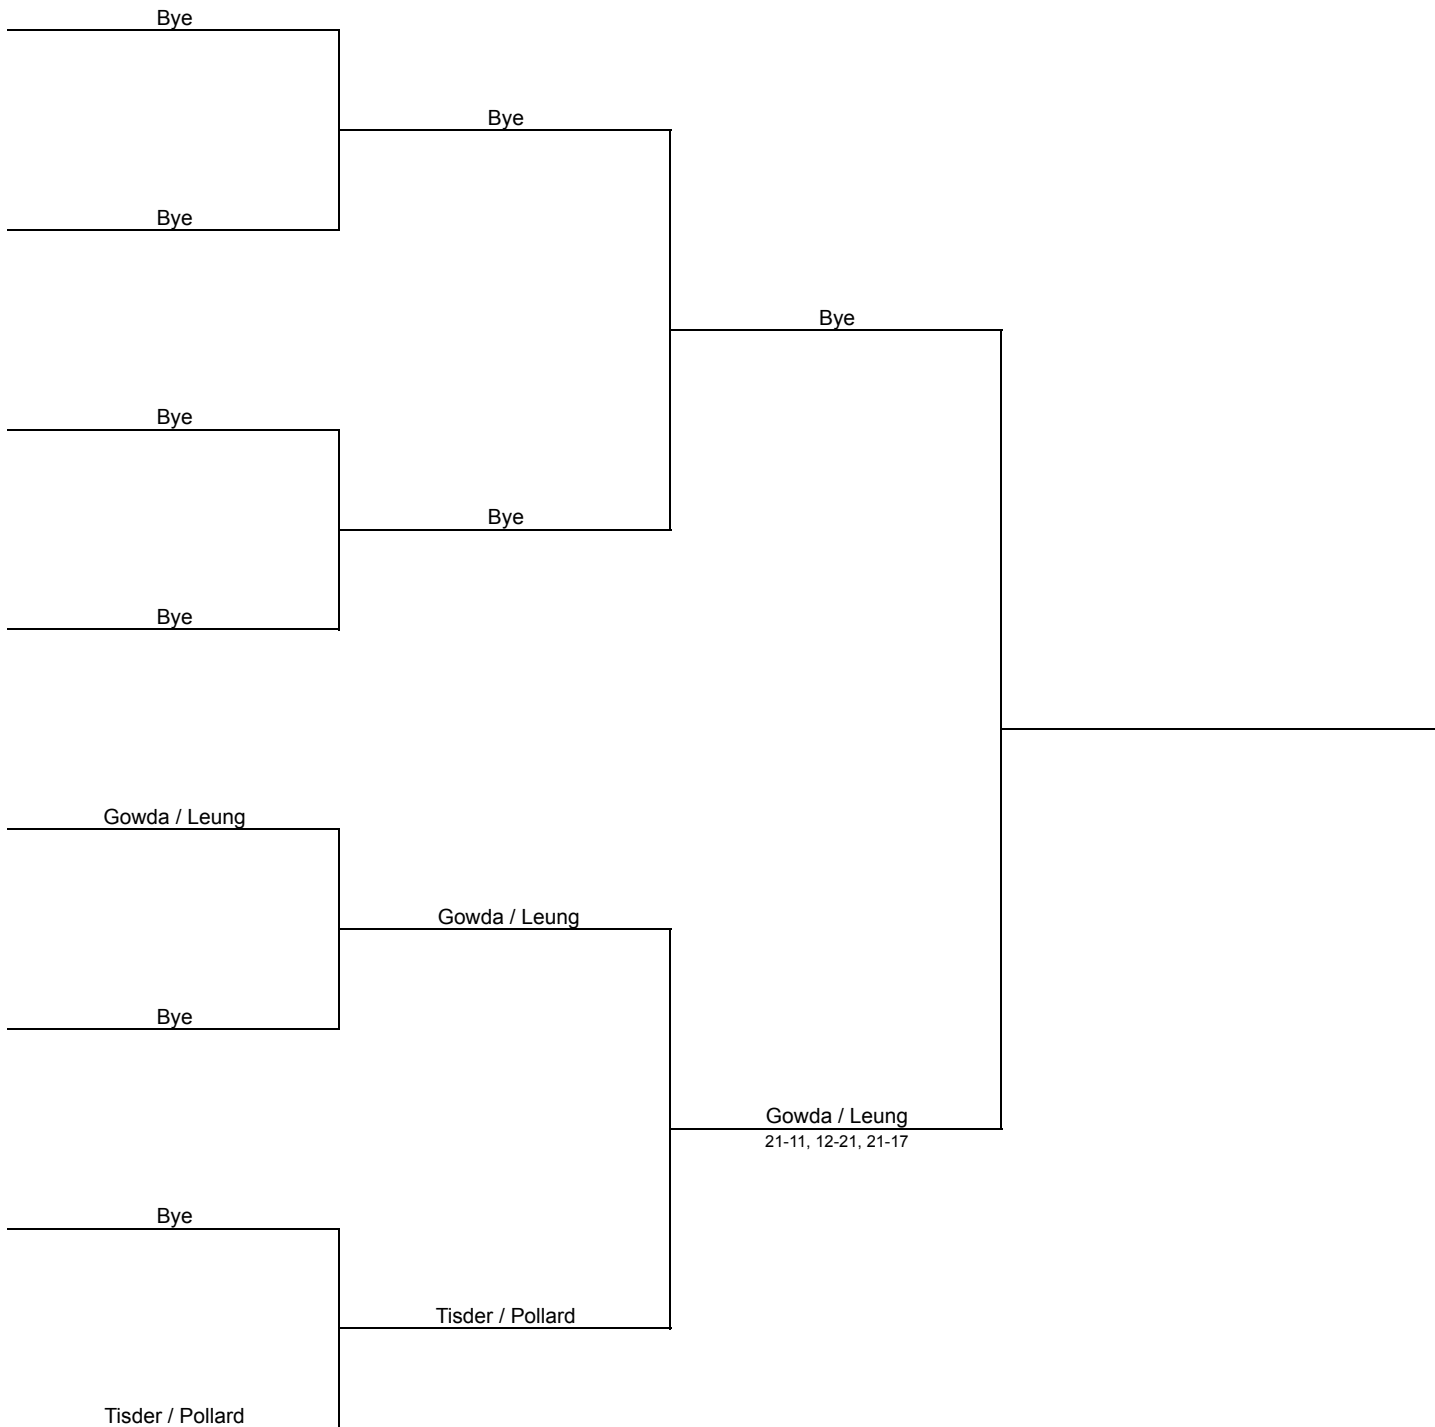 Bye
Bye
Bye
Bye
Bye
Bye
Bye
Gowda / Leung
Gowda / Leung
Bye
Gowda / Leung
21-11, 12-21, 21-17
Bye
Tisder / Pollard
Tisder / Pollard